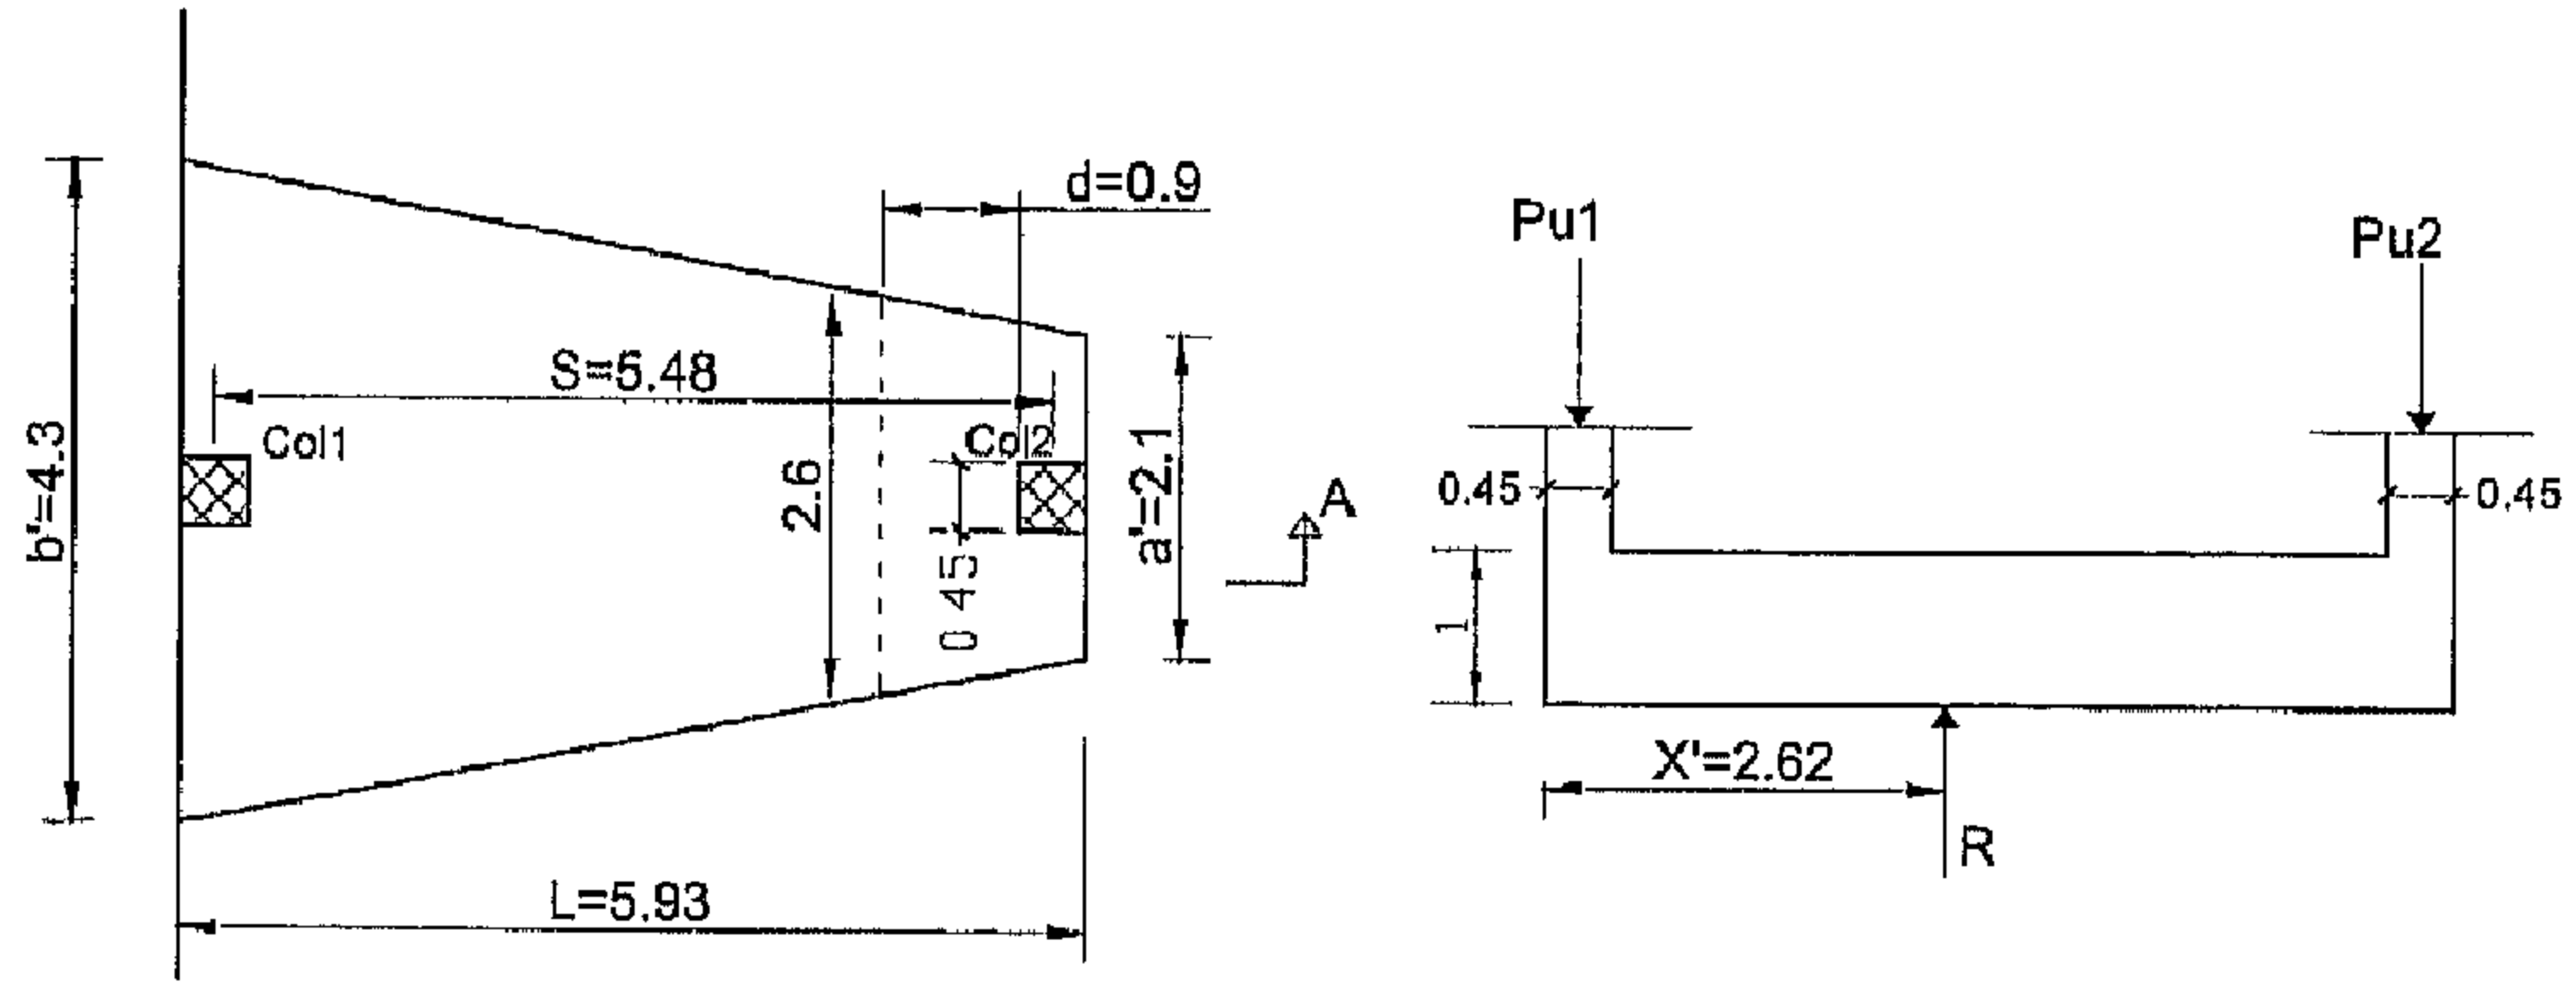 d=0.9
S=5.48
Col1
Col2
b'=4.3
2.6
0 45
a'=2.1
L=5.93
A
Pu1
Pu2
0.45
0.45
1
X'=2.62
R